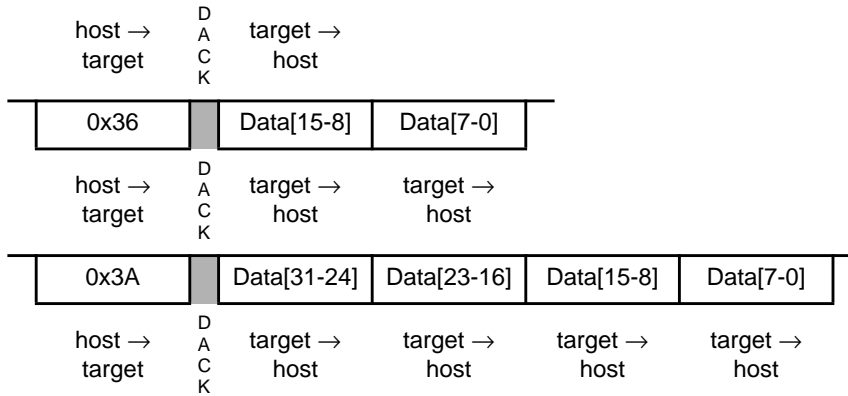 host → D A C K target →
target host
0x36 Data[15-8] Data[7-0]
host → D A C K target → target →
target host host
0x3A Data[31-24] Data[23-16] Data[15-8] Data[7-0]
host → D A C K target → target → target → target →
target host host host host